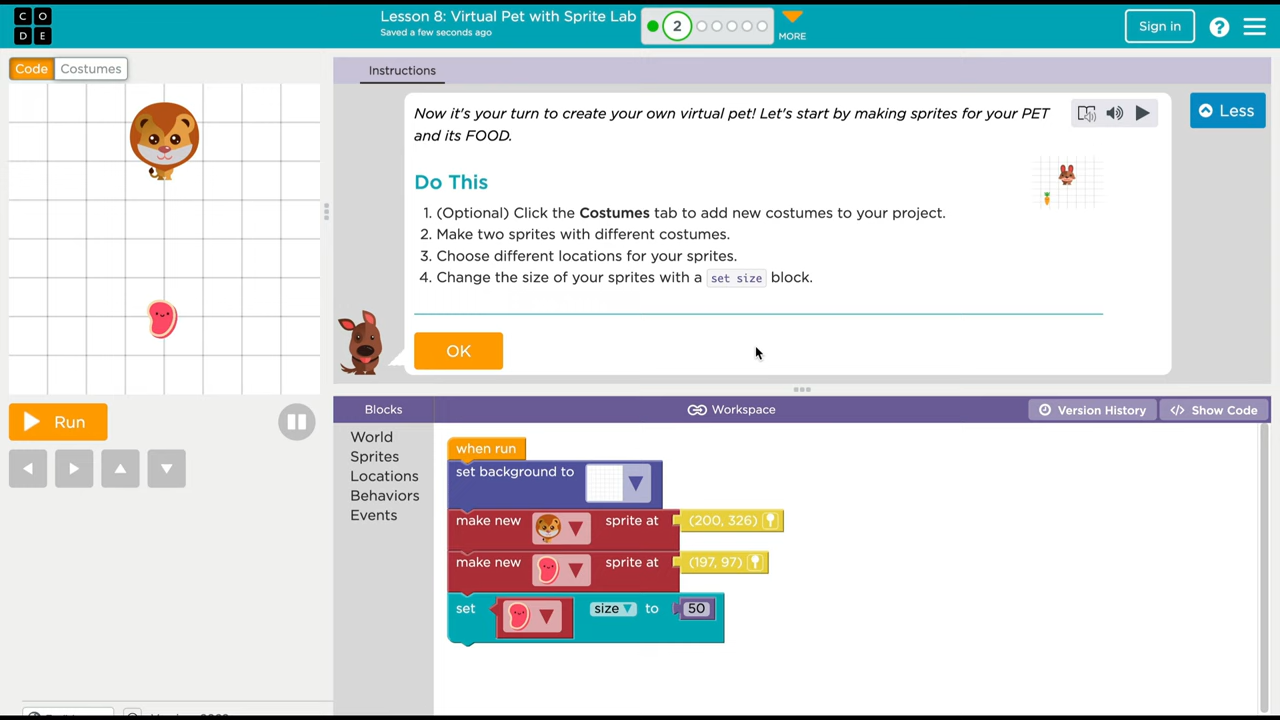 C O
D E
Lesson 8: Virtual Pet with Sprite Lab
Saved a few seconds ago
2
MORE
Sign in
?
Code
Costumes
Instructions
Now it's your turn to create your own virtual pet! Let's start by making sprites for your PET
and its FOOD.
Less
Do This
1. (Optional) Click the Costumes tab to add new costumes to your project.
2. Make two sprites with different costumes.
3. Choose different locations for your sprites.
4. Change the size of your sprites with a set size block.
OK
Run
Blocks
Workspace
Version History
</> Show Code
World
Sprites
Locations
Behaviors
Events
when run
set background to
make new sprite at (200, 326)
make new sprite at (197, 97)
set size to 50